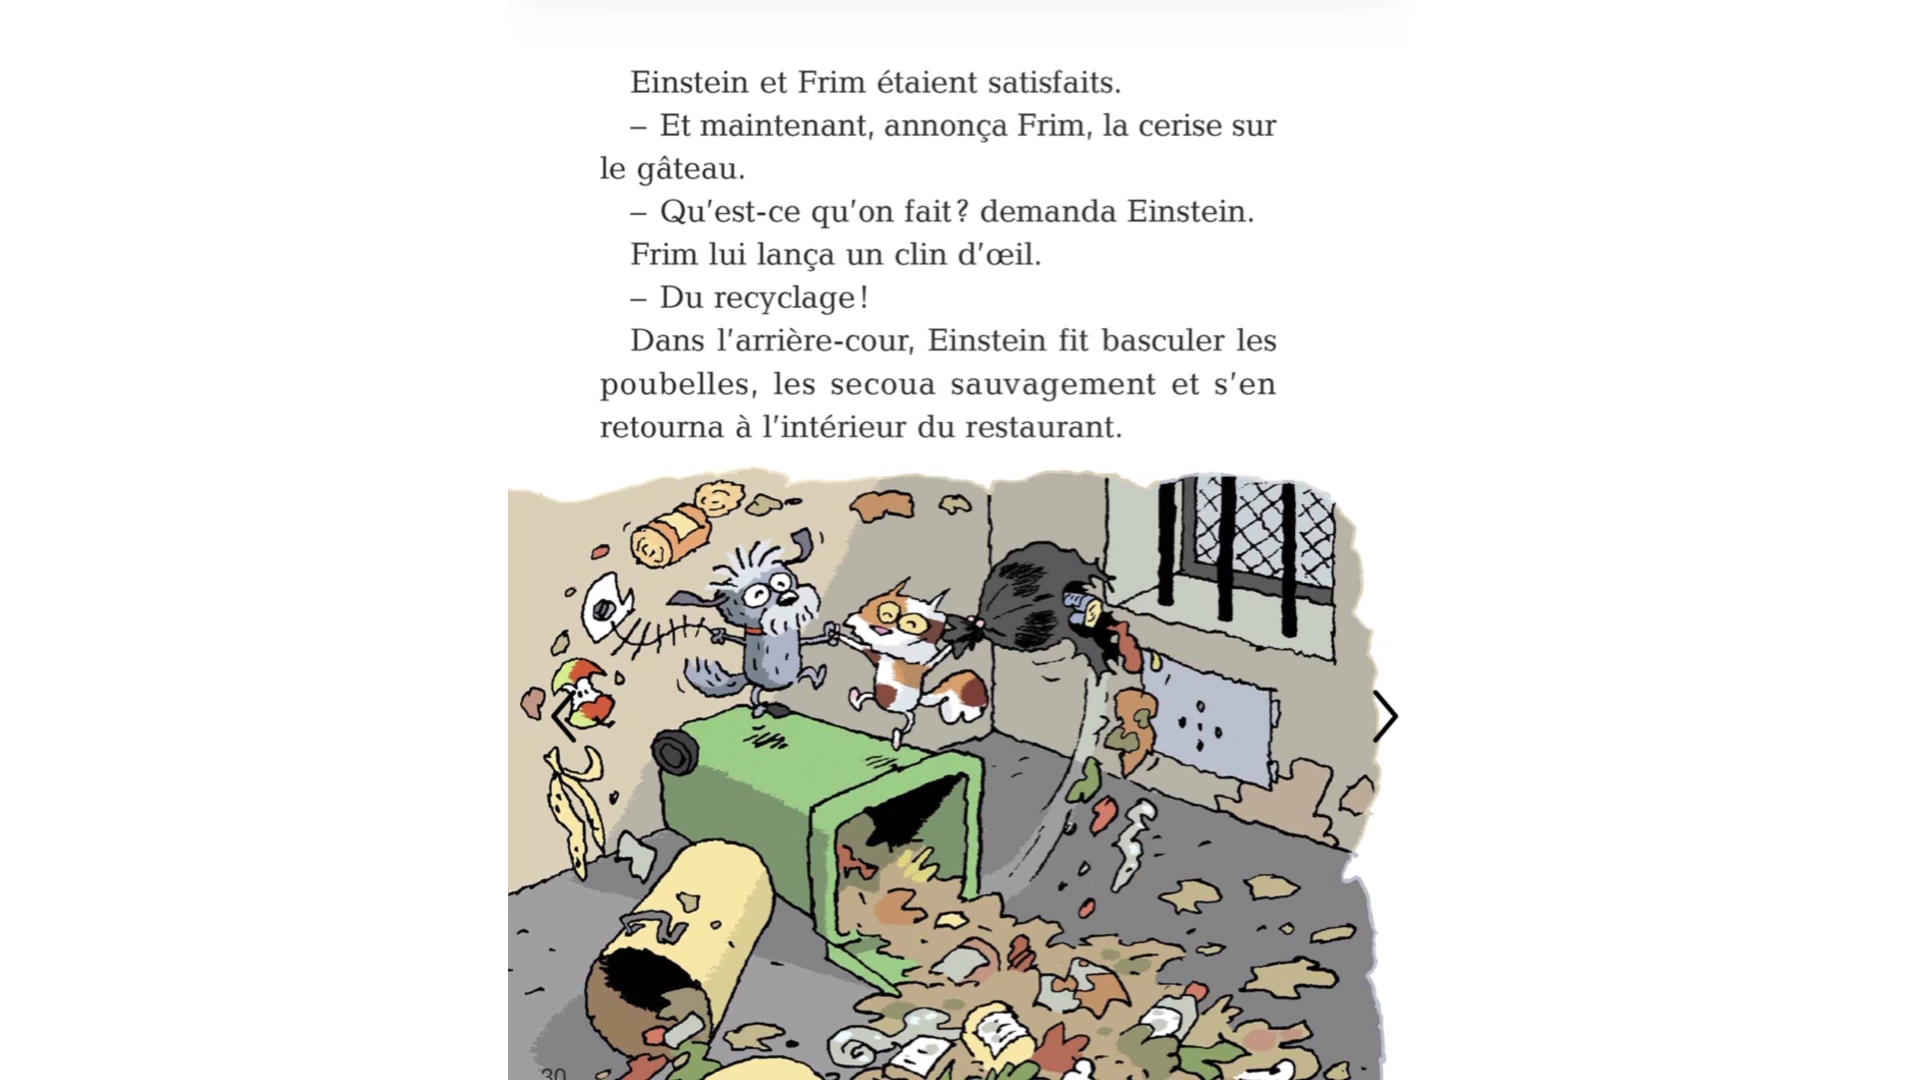 Einstein et Frim étaient satisfaits.
– Et maintenant, annonça Frim, la cerise sur
le gâteau.
– Qu’est-ce qu’on fait ? demanda Einstein.
Frim lui lança un clin d’œil.
– Du recyclage !
Dans l’arrière-cour, Einstein fit basculer les
poubelles, les secoua sauvagement et s’en
retourna à l’intérieur du restaurant.
30